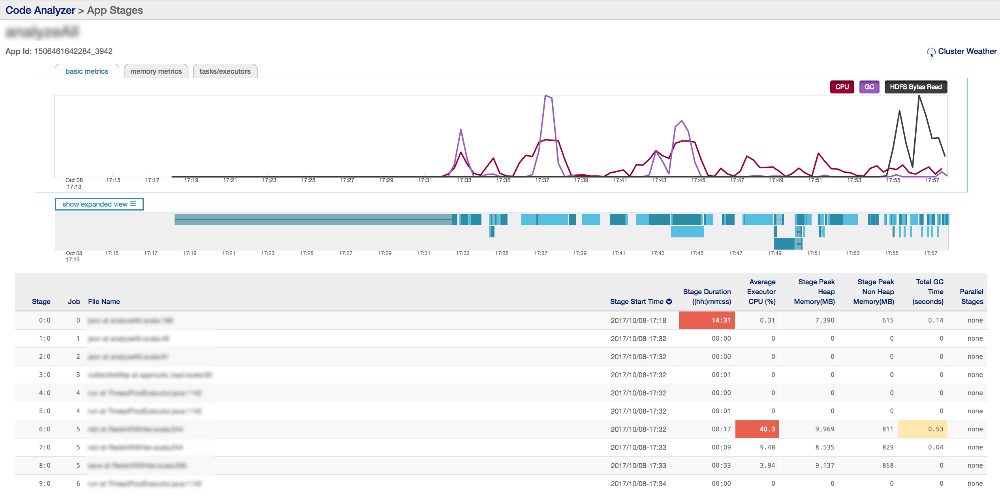 Code Analyzer > App Stages
App Id: 1506461642284_3942
Cluster Weather
basic metrics memory metrics tasks/executors
CPU GC HDFS Bytes Read
Oct 08 17:15 17:17 17:19 17:21 17:23 17:25 17:27 17:29 17:31 17:33 17:35 17:37 17:39 17:41 17:43 17:45 17:47 17:49 17:51 17:53 17:55 17:57
17:13
show expanded view
Oct 08 17:15 17:17 17:19 17:21 17:23 17:25 17:27 17:29 17:31 17:33 17:35 17:37 17:39 17:41 17:43 17:45 17:47 17:49 17:51 17:53 17:55 17:57
17:13
Average Stage Peak Stage Peak Total GC
Stage Duration Executor Heap Non Heap Time Parallel
Stage Job File Name Stage Start Time ((hh:)mm:ss) CPU (%) Memory(MB) Memory(MB) (seconds) Stages
0:0 0 2017/10/08-17:18 14:31 0.31 7,390 615 0.14 none
1:0 1 2017/10/08-17:32 00:00 0 0 0 0 none
2:0 2 2017/10/08-17:32 00:00 0 0 0 0 none
3:0 3 2017/10/08-17:32 00:01 0 0 0 0 none
4:0 4 2017/10/08-17:32 00:00 0 0 0 0 none
5:0 4 2017/10/08-17:32 00:01 0 0 0 0 none
6:0 5 2017/10/08-17:32 00:17 40.3 9,969 811 0.53 none
7:0 5 2017/10/08-17:33 00:09 9.48 8,535 829 0.04 none
8:0 5 2017/10/08-17:33 00:33 3.94 9,137 868 0 none
9:0 6 2017/10/08-17:34 00:00 0 0 0 0 none